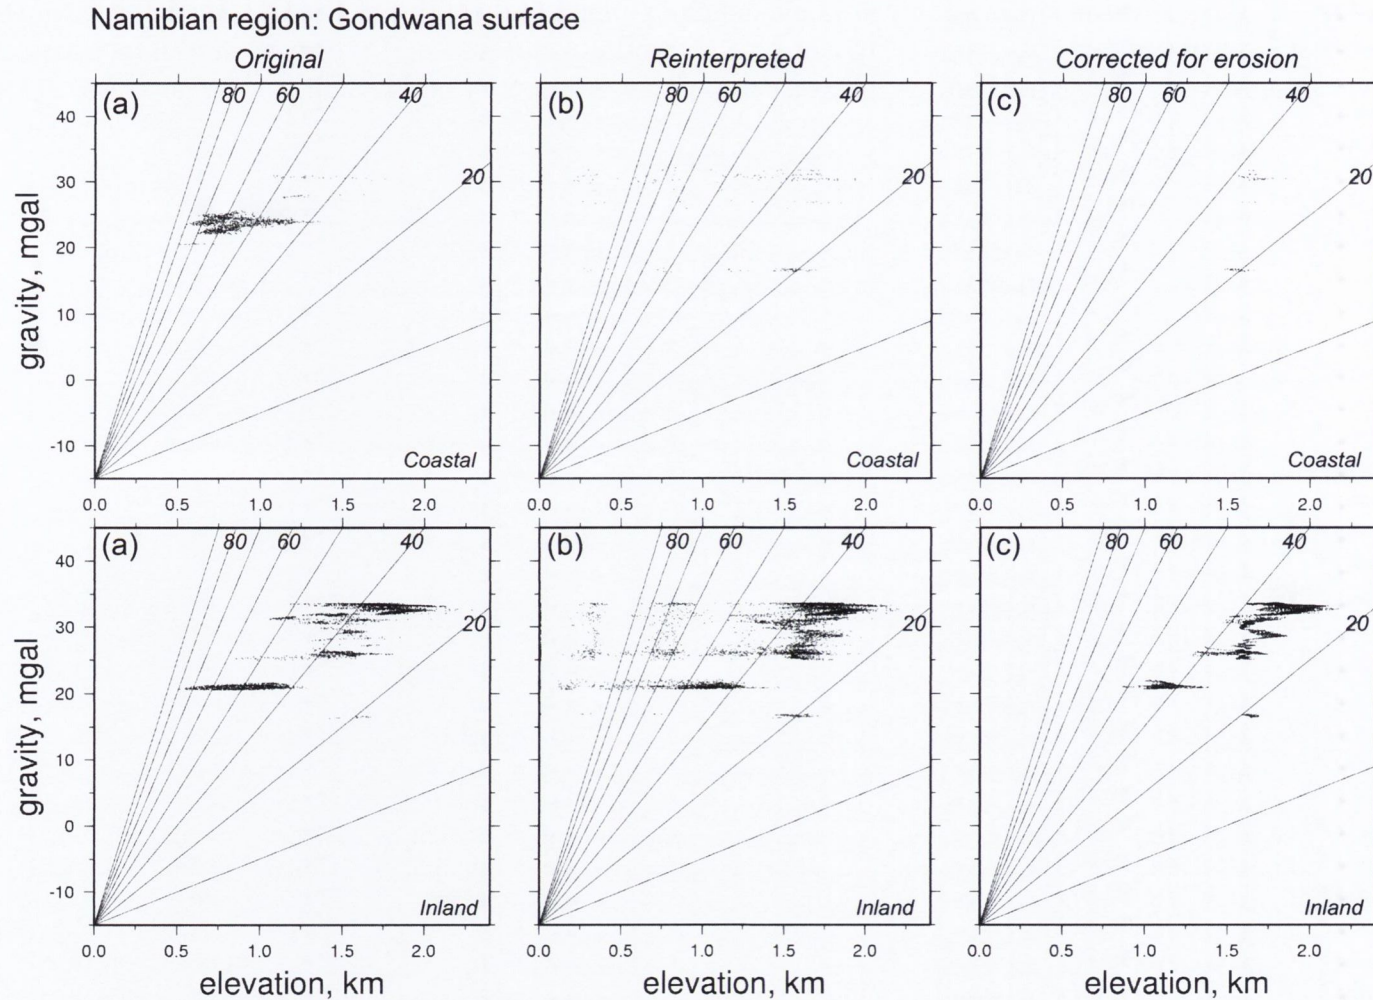 Namibian region: Gondwana surface
Original Reinterpreted Corrected for erosion
(a) 80 60 40 (b) 80 60 40 (c) 80 60 40
40
30
20 20 20
20
10
0
-10
gravity, mgal
Coastal Coastal Coastal
0.0 0.5 1.0 1.5 2.0 0.0 0.5 1.0 1.5 2.0 0.0 0.5 1.0 1.5 2.0
(a) 80 60 40 (b) 80 60 40 (c) 80 60 40
40
30
20 20 20
20
10
0
-10
gravity, mgal
Inland Inland Inland
0.0 0.5 1.0 1.5 2.0 0.0 0.5 1.0 1.5 2.0 0.0 0.5 1.0 1.5 2.0
elevation, km elevation, km elevation, km